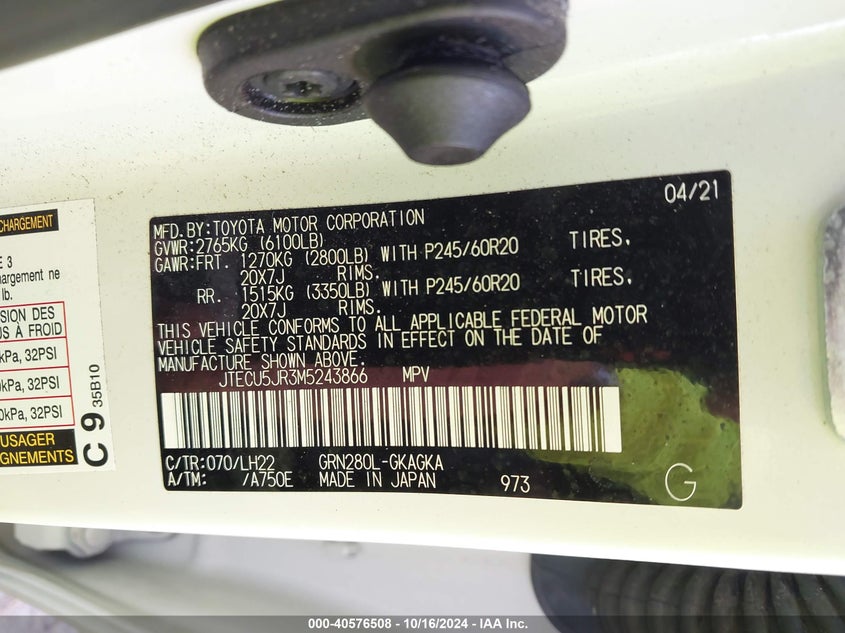 04/21
MFD.BY:TOYOTA MOTOR CORPORATION
GVWR:2765KG (6100LB)
GAWR:FRT. 1270KG (2800LB) WITH P245/60R20 TIRES,
20X7J RIMS.
RR. 1515KG (3350LB) WITH P245/60R20 TIRES,
20X7J RIMS.
THIS VEHICLE CONFORMS TO ALL APPLICABLE FEDERAL MOTOR
VEHICLE SAFETY STANDARDS IN EFFECT ON THE DATE OF
MANUFACTURE SHOWN ABOVE.
JTECU5JR3M5243866 MPV
C/TR:070/LH22 GRN280L-GKAGKA
A/TM: /A750E MADE IN JAPAN 973
G
CHARGEMENT
E 3
chargement ne
lb.
SION DES
S À FROID
kPa, 32PSI
0kPa, 32PSI
0kPa, 32PSI
USAGER
GNEMENTS
C 9 35B10
000-40576508 - 10/16/2024 - IAA Inc.